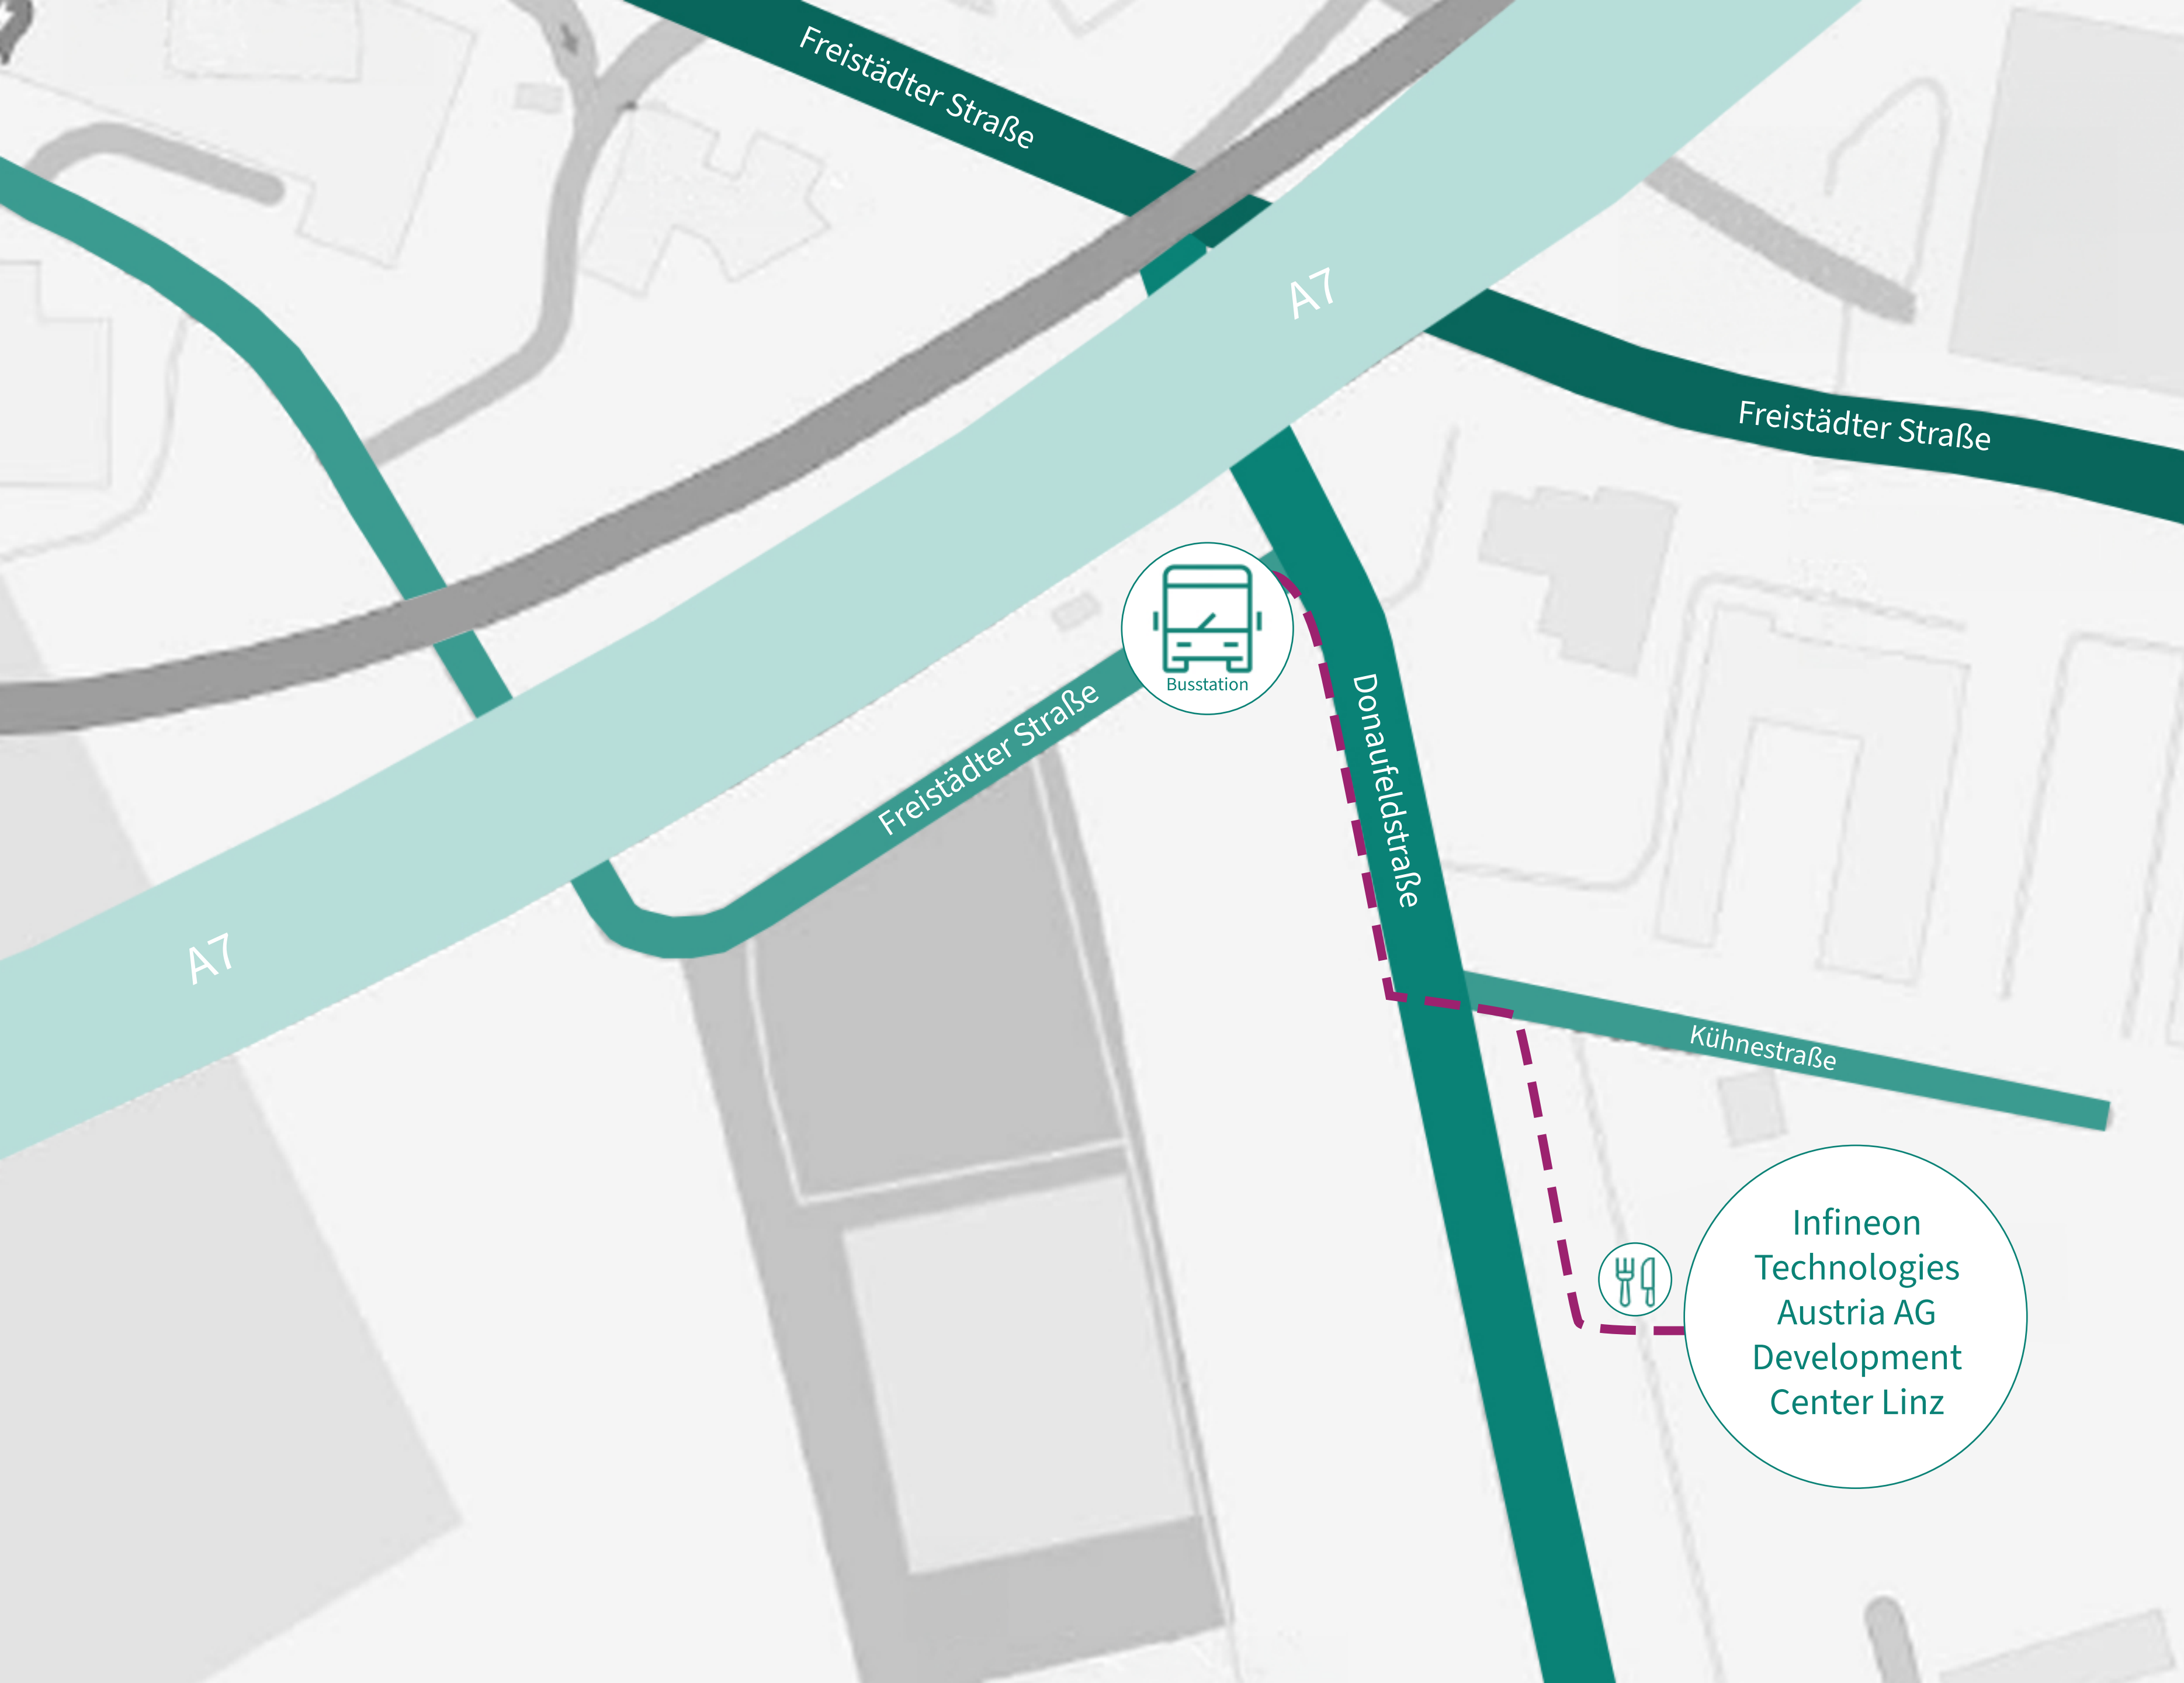 Freistädter Straße
A7
Freistädter Straße
Busstation
Freistädter Straße
Donaufeldstraße
A7
Kühnestraße
Infineon
Technologies
Austria AG
Development
Center Linz